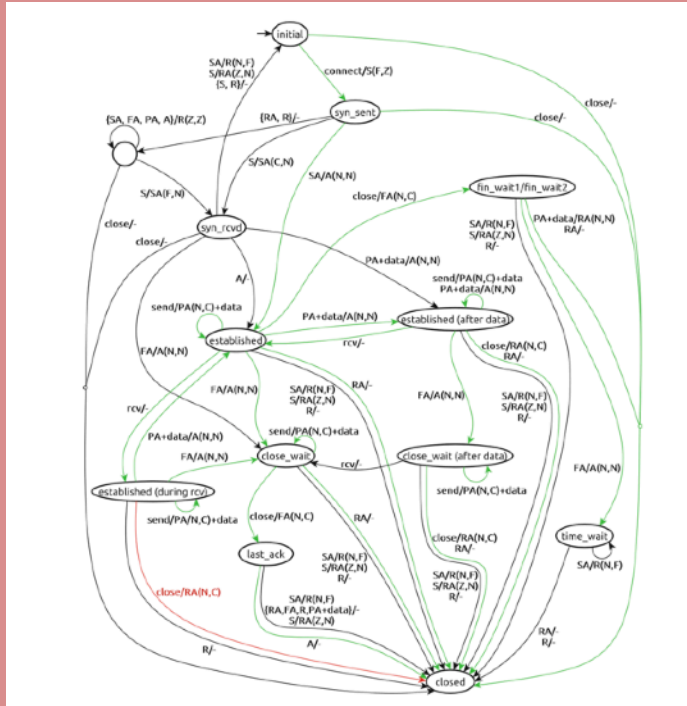 initial
SA/R(N,F)
S/RA(Z,N)
{S, R}/-
connect/S(F,Z)
close/-
{SA, FA, PA, A}/R(Z,Z)
{RA, R}/-
syn_sent
close/-
S/SA(C,N)
SA/A(N,N)
close/FA(N,C)
fin_wait1/fin_wait2
S/SA(F,N)
close/-
close/-
syn_rcvd
SA/R(N,F)
S/RA(Z,N)
R/-
PA+data/RA(N,N)
RA/-
A/-
PA+data/A(N,N)
send/PA(N,C)+data
PA+data/A(N,N)
send/PA(N,C)+data
PA+data/A(N,N)
established (after data)
established
rcv/-
FA/A(N,N)
close/RA(N,C)
RA/-
FA/A(N,N)
SA/R(N,F)
S/RA(Z,N)
R/-
RA/-
FA/A(N,N)
SA/R(N,F)
S/RA(Z,N)
R/-
rcv/-
PA+data/A(N,N)
send/PA(N,C)+data
FA/A(N,N)
close_wait
rcv/-
close_wait (after data)
FA/A(N,N)
established (during rcv)
send/PA(N,C)+data
send/PA/N,C)+data
close/FA(N,C)
RA/-
close/RA(N,C)
RA/-
time_wait
last_ack
SA/R(N,F)
S/RA(Z,N)
R/-
SA/R(N,F)
S/RA(Z,N)
R/-
SA/R(N,F)
close/RA(N,C)
SA/R(N,F)
{RA,FA,R,PA+data}/-
S/RA(Z,N)
R/-
A/-
RA/-
R/-
closed